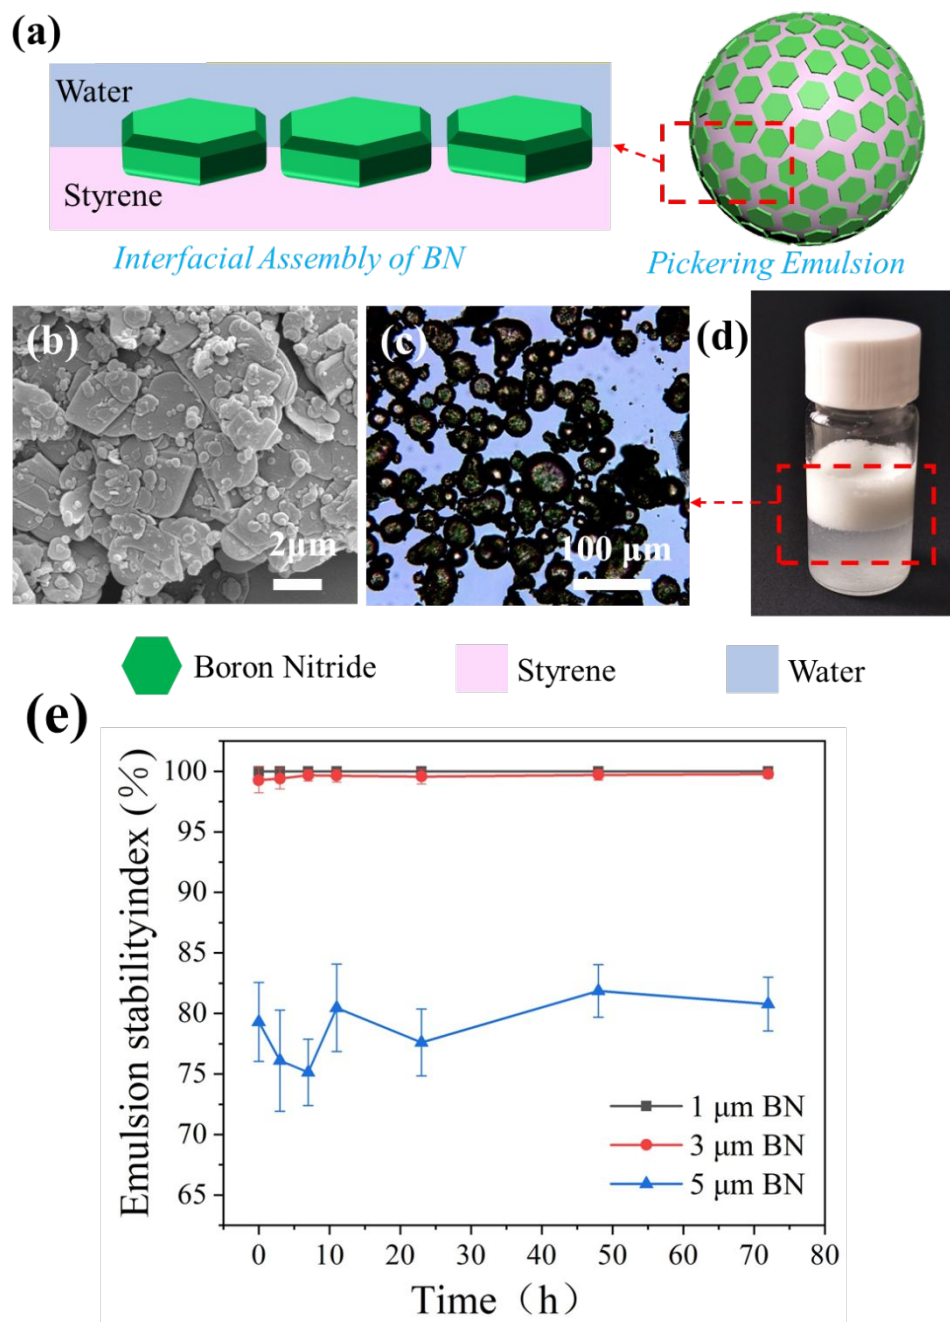 (a)
Water
Styrene
Interfacial Assembly of BN
Pickering Emulsion
(b)
2μm
(c)
100 μm
(d)
Boron Nitride
Styrene
Water
(e)
Emulsion stabilityindex (%)
100
95
90
85
80
75
70
65
1 μm BN
3 μm BN
5 μm BN
0 10 20 30 40 50 60 70 80
Time（h）